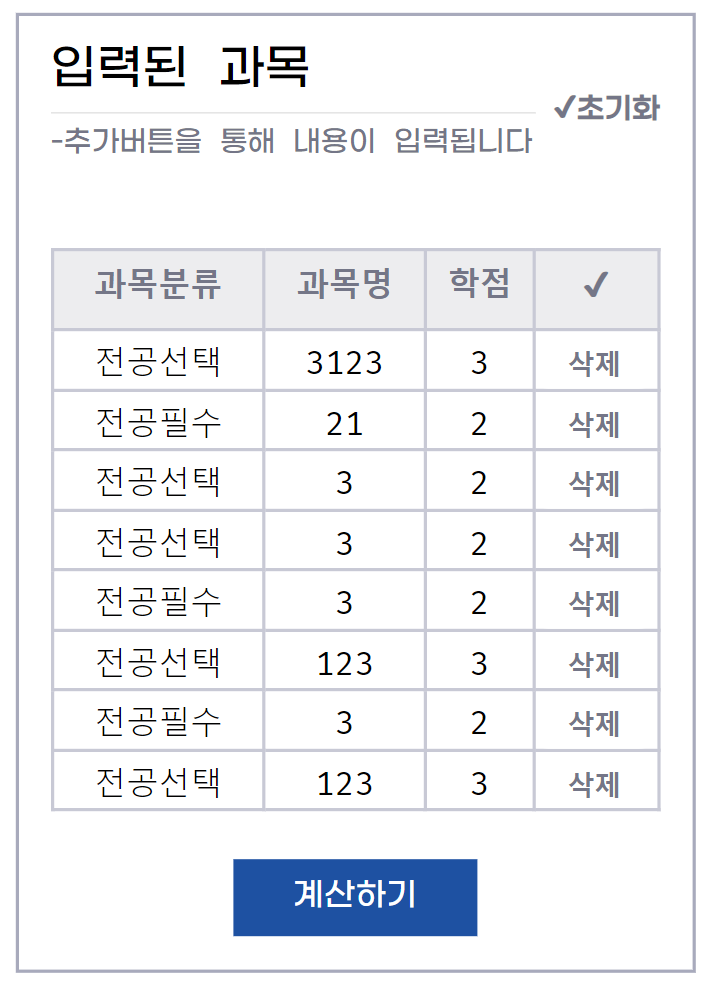 입력된 과목
✔초기화
-추가버튼을 통해 내용이 입력됩니다
과목분류 과목명 학점 ✔
전공선택 3123 3 삭제
전공필수 21 2 삭제
전공선택 3 2 삭제
전공선택 3 2 삭제
전공필수 3 2 삭제
전공선택 123 3 삭제
전공필수 3 2 삭제
전공선택 123 3 삭제
계산하기